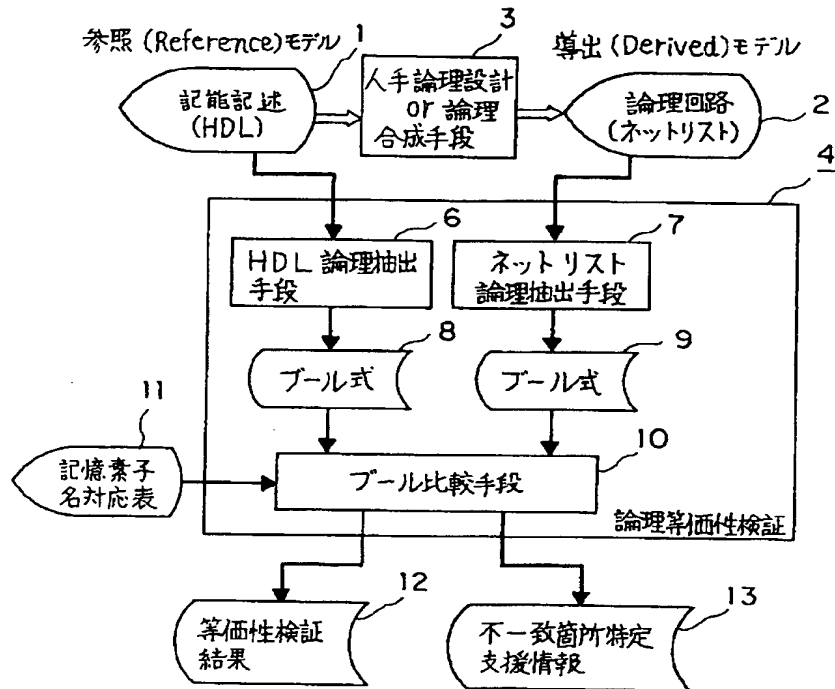 参照(Reference)モデル
1
3
導出(Derived)モデル
記能記述
(HDL)
人手論理設計
or 論理
合成手段
論理回路
(ネットリスト)
2
4
6
7
HDL論理抽出
手段
ネットリスト
論理抽出手段
8
9
ブール式
ブール式
11
10
記憶素子
名対応表
ブール比較手段
論理等価性検証
12
13
等価性検証
結果
不一致箇所特定
支援情報